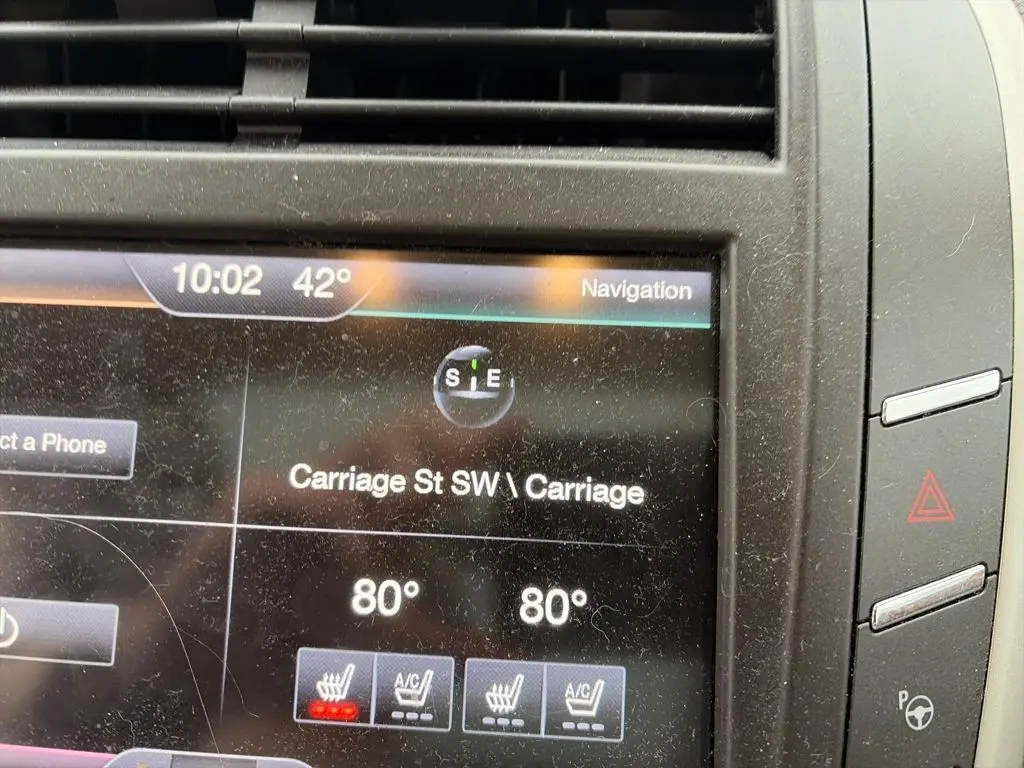 10:02 42° Navigation
S E
ct a Phone
Carriage St SW \ Carriage
80° 80°
A/C A/C
P